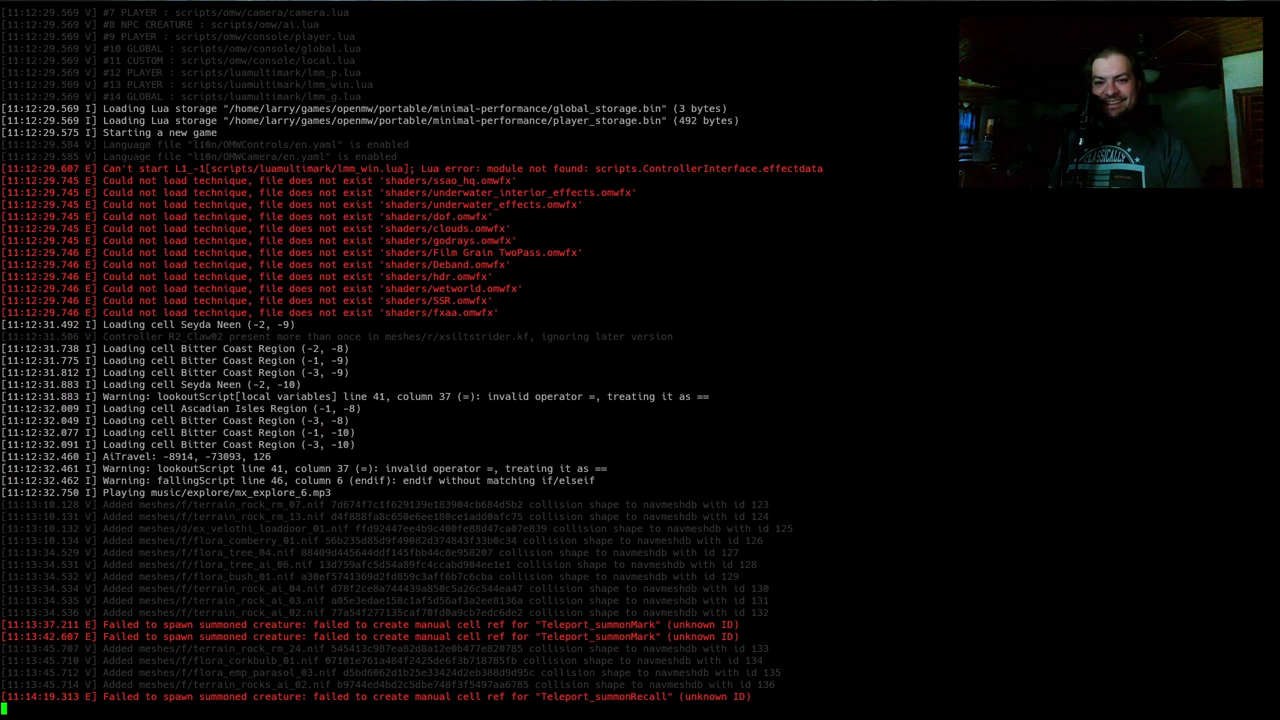 [11:12:29.569 V] #7 PLAYER : scripts/omw/camera/camera.lua
[11:12:29.569 V] #8 NPC CREATURE : scripts/omw/ai.lua
[11:12:29.569 V] #9 PLAYER : scripts/omw/console/player.lua
[11:12:29.569 V] #10 GLOBAL : scripts/omw/console/global.lua
[11:12:29.569 V] #11 CUSTOM : scripts/omw/console/local.lua
[11:12:29.569 V] #12 PLAYER : scripts/luamultimark/lmm_p.lua
[11:12:29.569 V] #13 PLAYER : scripts/luamultimark/lmm_win.lua
[11:12:29.569 V] #14 GLOBAL : scripts/luamultimark/lmm_g.lua
[11:12:29.569 I] Loading Lua storage "/home/larry/games/openmw/portable/minimal-performance/global_storage.bin" (3 bytes)
[11:12:29.569 I] Loading Lua storage "/home/larry/games/openmw/portable/minimal-performance/player_storage.bin" (492 bytes)
[11:12:29.575 I] Starting a new game
[11:12:29.584 V] Language file "l10n/OMWControls/en.yaml" is enabled
[11:12:29.585 V] Language file "l10n/OMWCamera/en.yaml" is enabled
[11:12:29.607 E] Can't start L1_-1[scripts/luamultimark/lmm_win.lua]; Lua error: module not found: scripts.ControllerInterface.effectdata
[11:12:29.745 E] Could not load technique, file does not exist 'shaders/ssao_hq.omwfx'
[11:12:29.745 E] Could not load technique, file does not exist 'shaders/underwater_interior_effects.omwfx'
[11:12:29.745 E] Could not load technique, file does not exist 'shaders/underwater_effects.omwfx'
[11:12:29.745 E] Could not load technique, file does not exist 'shaders/dof.omwfx'
[11:12:29.745 E] Could not load technique, file does not exist 'shaders/clouds.omwfx'
[11:12:29.745 E] Could not load technique, file does not exist 'shaders/godrays.omwfx'
[11:12:29.746 E] Could not load technique, file does not exist 'shaders/Film Grain TwoPass.omwfx'
[11:12:29.746 E] Could not load technique, file does not exist 'shaders/Deband.omwfx'
[11:12:29.746 E] Could not load technique, file does not exist 'shaders/hdr.omwfx'
[11:12:29.746 E] Could not load technique, file does not exist 'shaders/wetworld.omwfx'
[11:12:29.746 E] Could not load technique, file does not exist 'shaders/SSR.omwfx'
[11:12:29.746 E] Could not load technique, file does not exist 'shaders/fxaa.omwfx'
[11:12:31.492 I] Loading cell Seyda Neen (-2, -9)
[11:12:31.506 V] Controller R2_Claw02 present more than once in meshes/r/xsiltstrider.kf, ignoring later version
[11:12:31.738 I] Loading cell Bitter Coast Region (-2, -8)
[11:12:31.775 I] Loading cell Bitter Coast Region (-1, -9)
[11:12:31.812 I] Loading cell Bitter Coast Region (-3, -9)
[11:12:31.883 I] Loading cell Seyda Neen (-2, -10)
[11:12:31.883 I] Warning: lookoutScript[local variables] line 41, column 37 (=): invalid operator =, treating it as ==
[11:12:32.009 I] Loading cell Ascadian Isles Region (-1, -8)
[11:12:32.049 I] Loading cell Bitter Coast Region (-3, -8)
[11:12:32.077 I] Loading cell Bitter Coast Region (-1, -10)
[11:12:32.091 I] Loading cell Bitter Coast Region (-3, -10)
[11:12:32.460 I] AiTravel: -8914, -73093, 126
[11:12:32.461 I] Warning: lookoutScript line 41, column 37 (=): invalid operator =, treating it as ==
[11:12:32.462 I] Warning: fallingScript line 46, column 6 (endif): endif without matching if/elseif
[11:12:32.750 I] Playing music/explore/mx_explore_6.mp3
[11:13:10.128 V] Added meshes/f/terrain_rock_rm_07.nif 7d674f7c1f629139e183904cb684d5b2 collision shape to navmeshdb with id 123
[11:13:10.131 V] Added meshes/f/terrain_rock_rm_13.nif d4f888fa8c650e6ee180ce1add0afc75 collision shape to navmeshdb with id 124
[11:13:10.132 V] Added meshes/d/ex_velothi_loaddoor_01.nif ffd92447ee4b9c400fe88d47ca87e839 collision shape to navmeshdb with id 125
[11:13:10.134 V] Added meshes/f/flora_comberry_01.nif 56b235d85d9f49082d374843f33b0c94 collision shape to navmeshdb with id 126
[11:13:34.529 V] Added meshes/f/flora_tree_04.nif 88409d445644ddf145fbb44c8e958207 collision shape to navmeshdb with id 127
[11:13:34.531 V] Added meshes/f/flora_tree_ai_06.nif 13d759afc5d54a89fc4ccabd904ee1e1 collision shape to navmeshdb with id 128
[11:13:34.532 V] Added meshes/f/flora_bush_01.nif a30ef5741369d2fd859c3aff6b7c6cba collision shape to navmeshdb with id 129
[11:13:34.534 V] Added meshes/f/terrain_rock_ai_04.nif d78f2ce8a744439a850c5a26c544ea47 collision shape to navmeshdb with id 130
[11:13:34.535 V] Added meshes/f/terrain_rock_ai_03.nif a05e3edae158c1af5d56af3a2ee8136a collision shape to navmeshdb with id 131
[11:13:34.536 V] Added meshes/f/terrain_rock_ai_02.nif 77a54f277135caf70fd0a9cb7edc6de2 collision shape to navmeshdb with id 132
[11:13:37.211 E] Failed to spawn summoned creature: failed to create manual cell ref for "Teleport_summonMark" (unknown ID)
[11:13:42.607 E] Failed to spawn summoned creature: failed to create manual cell ref for "Teleport_summonMark" (unknown ID)
[11:13:45.707 V] Added meshes/f/terrain_rock_rm_24.nif 545413c987ea82d8a12e0b477e820785 collision shape to navmeshdb with id 133
[11:13:45.710 V] Added meshes/f/flora_corkbulb_01.nif 07101e761a484f2425de6f3b718785fb collision shape to navmeshdb with id 134
[11:13:45.712 V] Added meshes/f/flora_emp_parasol_03.nif d5bd6062d1b25e33424d2eb388d9d95c collision shape to navmeshdb with id 135
[11:13:45.714 V] Added meshes/f/terrain_rocks_ai_02.nif b9744ed4bd2c5dbe748f3f5497aa6785 collision shape to navmeshdb with id 136
[11:14:19.313 E] Failed to spawn summoned creature: failed to create manual cell ref for "Teleport_summonRecall" (unknown ID)
CLASSICALLY